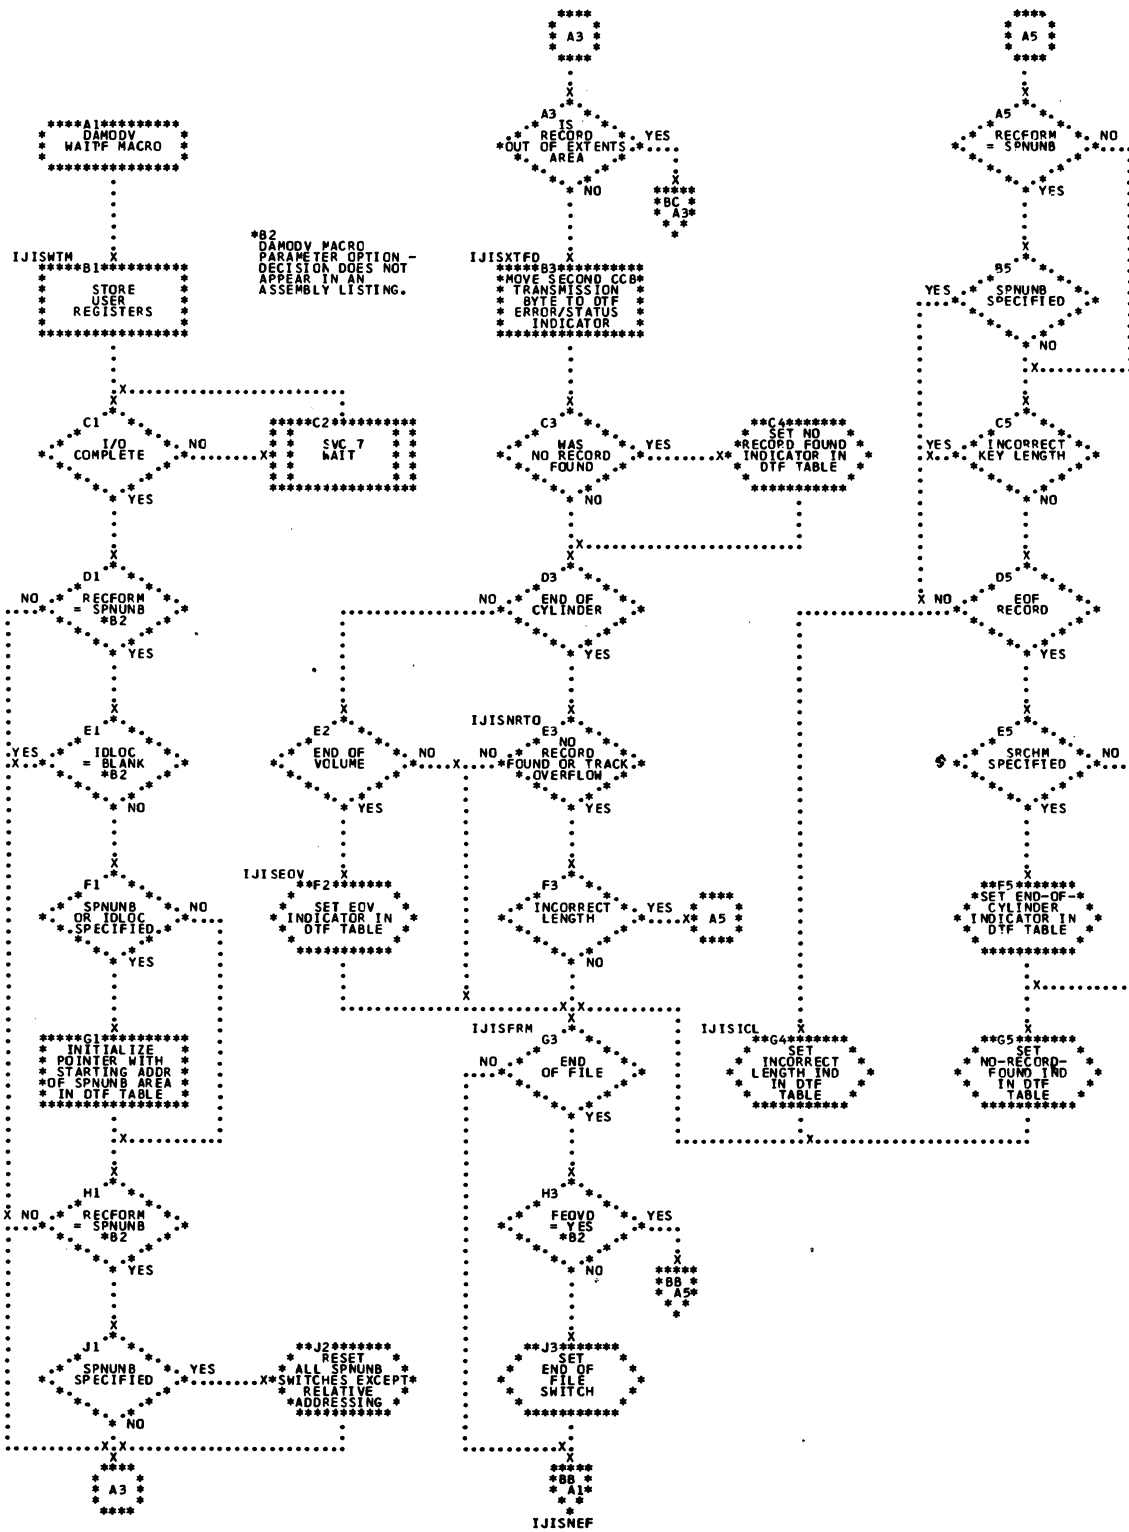 A1
DAMODV
WAITF MACRO
IJISWTM
B1
STORE
USER
REGISTERS
*B2
DAMODV MACRO
PARAMETER OPTION -
DECISION DOES NOT
APPEAR IN AN
ASSEMBLY LISTING.
C1
I/O
COMPLETE
NO
YES
C2
SVC 7
WAIT
D1
RECFORM
= SPNUNB
*B2
NO
YES
E1
IDLOC
= BLANK
*B2
YES
NO
F1
SPNUNB
OR IDLOC
SPECIFIED
NO
YES
G1
INITIALIZE
POINTER WITH
STARTING ADDR
OF SPNUNB AREA
IN DTF TABLE
H1
RECFORM
= SPNUNB
*B2
NO
YES
J1
SPNUNB
SPECIFIED
YES
NO
J2
RESET
ALL SPNUNB
SWITCHES EXCEPT
RELATIVE
ADDRESSING
A3
A3
A3
IS
RECORD
OUT OF EXTENTS
AREA
YES
NO
BC
A3
IJISXTFD
B3
MOVE SECOND CCB
TRANSMISSION
BYTE TO DTF
ERROR/STATUS
INDICATOR
C3
WAS
NO RECORD
FOUND
YES
NO
C4
SET NO
RECORD FOUND
INDICATOR IN
DTF TABLE
D3
END OF
CYLINDER
NO
YES
E2
END OF
VOLUME
NO
YES
IJISNRTO
E3
NO
RECORD
FOUND OR TRACK
OVERFLOW
NO
YES
IJISEOV
F2
SET EOV
INDICATOR IN
DTF TABLE
F3
INCORRECT
LENGTH
YES
NO
A5
IJISFRM
G3
END
OF FILE
NO
YES
H3
FEOVD
= YES
*B2
YES
NO
BB
A5
J3
SET
END OF
FILE
SWITCH
BB
A1
IJISNEF
A5
A5
RECFORM
= SPNUNB
NO
YES
B5
SPNUNB
SPECIFIED
YES
NO
C5
INCORRECT
KEY LENGTH
YES
NO
D5
EOF
RECORD
NO
YES
E5
SRCHM
SPECIFIED
NO
YES
F5
SET END-OF-
CYLINDER
INDICATOR IN
DTF TABLE
IJISICL
G4
SET
INCORRECT
LENGTH IND
IN DTF
TABLE
G5
SET
NO-RECORD-
FOUND IND
IN DTF
TABLE